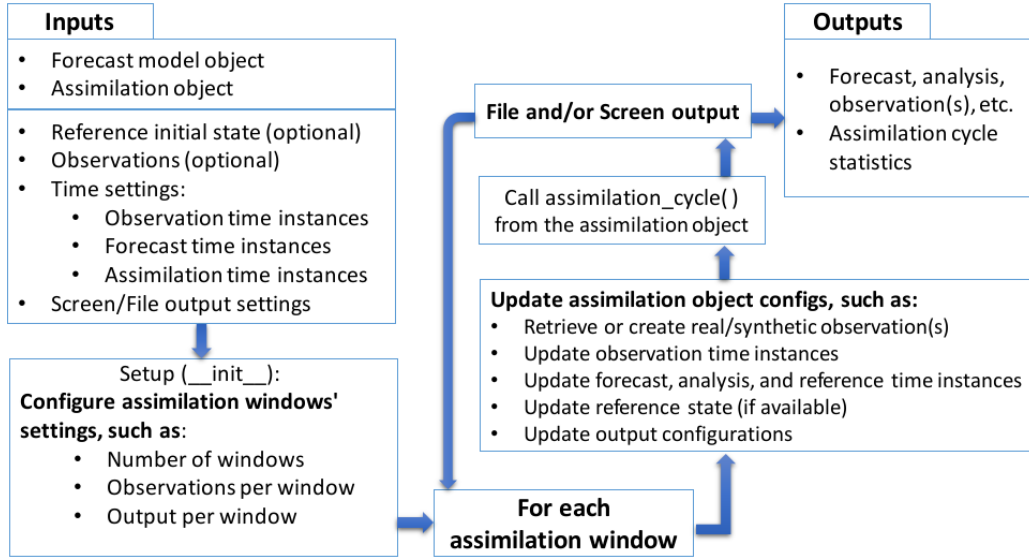 Inputs
• Forecast model object
• Assimilation object
• Reference initial state (optional)
• Observations (optional)
• Time settings:
• Observation time instances
• Forecast time instances
• Assimilation time instances
• Screen/File output settings
Setup (__init__):
Configure assimilation windows'
settings, such as:
• Number of windows
• Observations per window
• Output per window
For each
assimilation window
Update assimilation object configs, such as:
• Retrieve or create real/synthetic observation(s)
• Update observation time instances
• Update forecast, analysis, and reference time instances
• Update reference state (if available)
• Update output configurations
Call assimilation_cycle( )
from the assimilation object
File and/or Screen output
Outputs
• Forecast, analysis,
observation(s), etc.
• Assimilation cycle
statistics